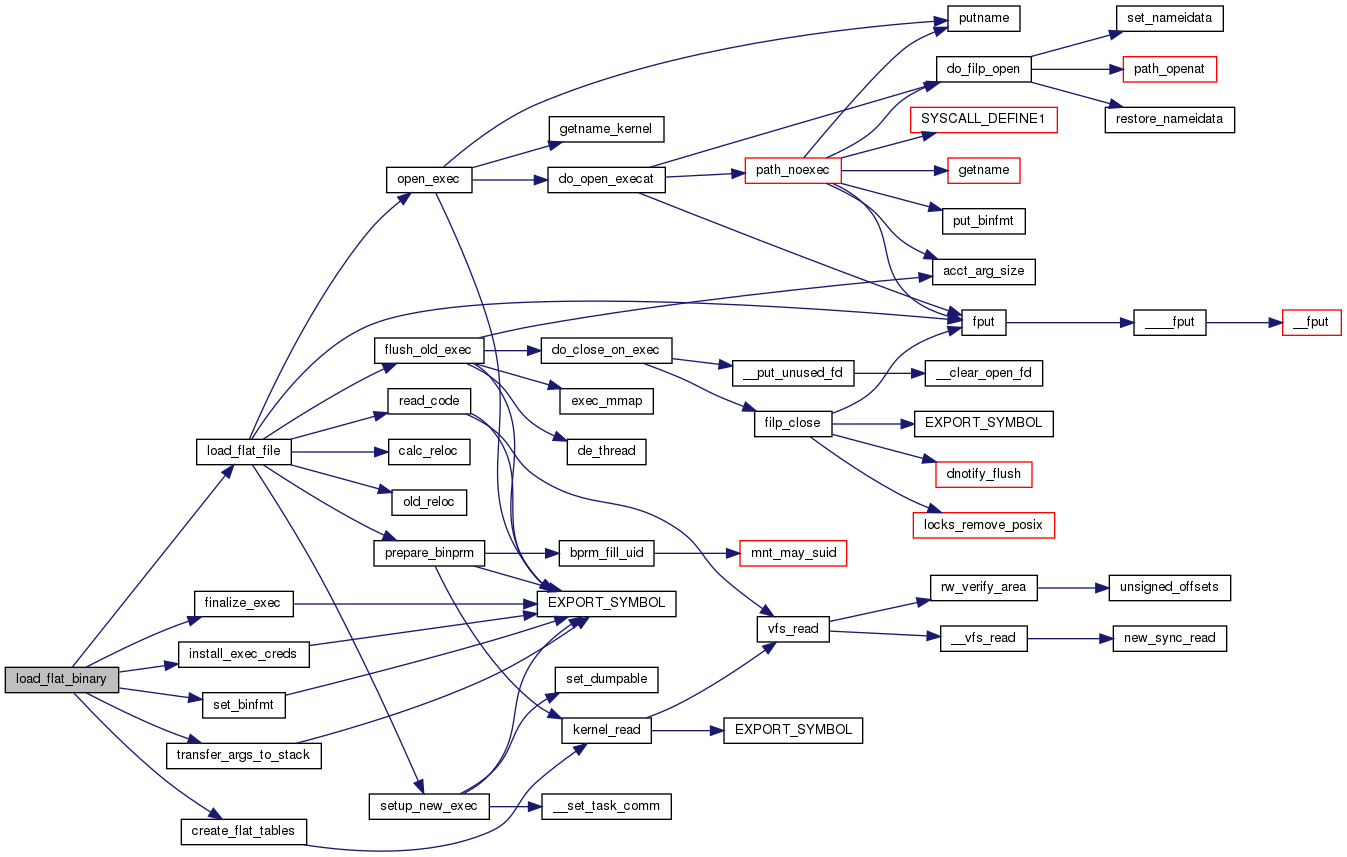 putname
set_nameidata
do_filp_open
path_openat
SYSCALL_DEFINE1
restore_nameidata
getname_kernel
open_exec
do_open_execat
path_noexec
getname
put_binfmt
acct_arg_size
fput
____fput
__fput
flush_old_exec
do_close_on_exec
__put_unused_fd
__clear_open_fd
read_code
exec_mmap
filp_close
EXPORT_SYMBOL
load_flat_file
calc_reloc
de_thread
dnotify_flush
old_reloc
locks_remove_posix
prepare_binprm
bprm_fill_uid
mnt_may_suid
rw_verify_area
unsigned_offsets
finalize_exec
EXPORT_SYMBOL
vfs_read
__vfs_read
new_sync_read
install_exec_creds
load_flat_binary
set_dumpable
set_binfmt
kernel_read
EXPORT_SYMBOL
transfer_args_to_stack
setup_new_exec
__set_task_comm
create_flat_tables